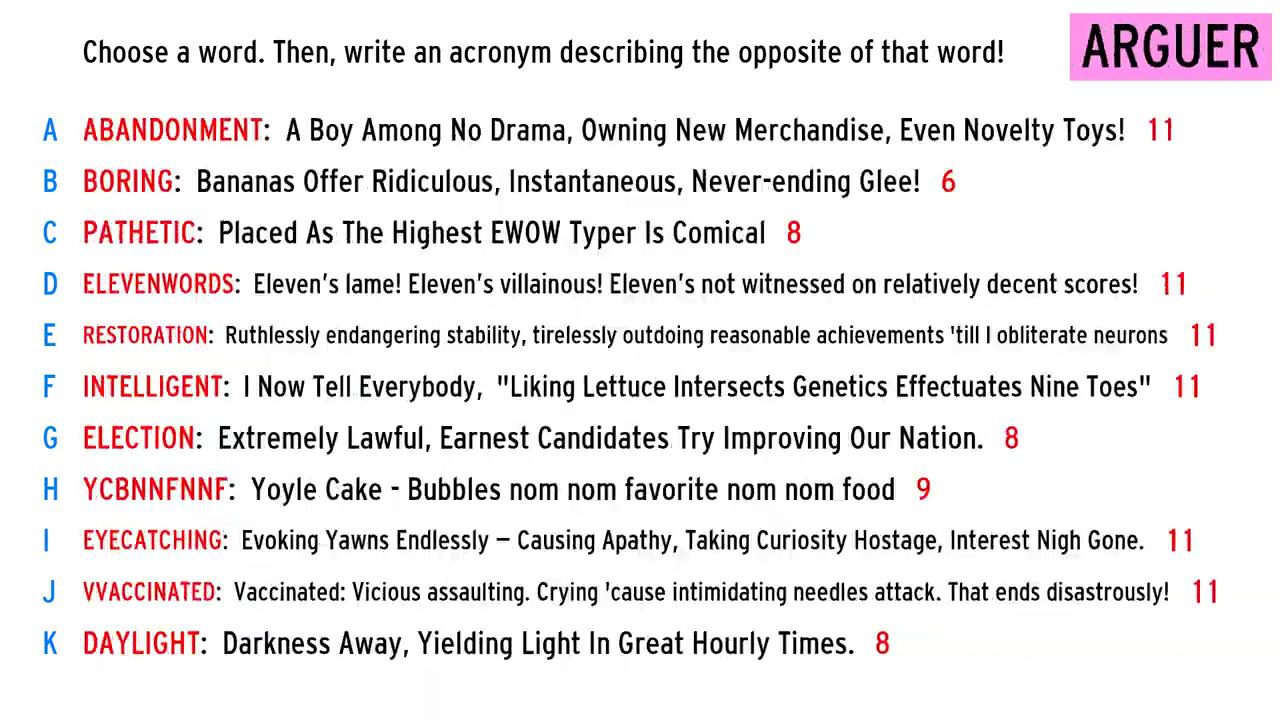 Choose a word. Then, write an acronym describing the opposite of that word!
ARGUER
A ABANDONMENT: A Boy Among No Drama, Owning New Merchandise, Even Novelty Toys! 11
B BORING: Bananas Offer Ridiculous, Instantaneous, Never-ending Glee! 6
C PATHETIC: Placed As The Highest EWOW Typer Is Comical 8
D ELEVENWORDS: Eleven's lame! Eleven's villainous! Eleven's not witnessed on relatively decent scores! 11
E RESTORATION: Ruthlessly endangering stability, tirelessly outdoing reasonable achievements 'till I obliterate neurons 11
F INTELLIGENT: I Now Tell Everybody, "Liking Lettuce Intersects Genetics Effectuates Nine Toes" 11
G ELECTION: Extremely Lawful, Earnest Candidates Try Improving Our Nation. 8
H YCBNNFNNF: Yoyle Cake - Bubbles nom nom favorite nom nom food 9
I EYECATCHING: Evoking Yawns Endlessly – Causing Apathy, Taking Curiosity Hostage, Interest Nigh Gone. 11
J VVACCINATED: Vaccinated: Vicious assaulting. Crying 'cause intimidating needles attack. That ends disastrously! 11
K DAYLIGHT: Darkness Away, Yielding Light In Great Hourly Times. 8